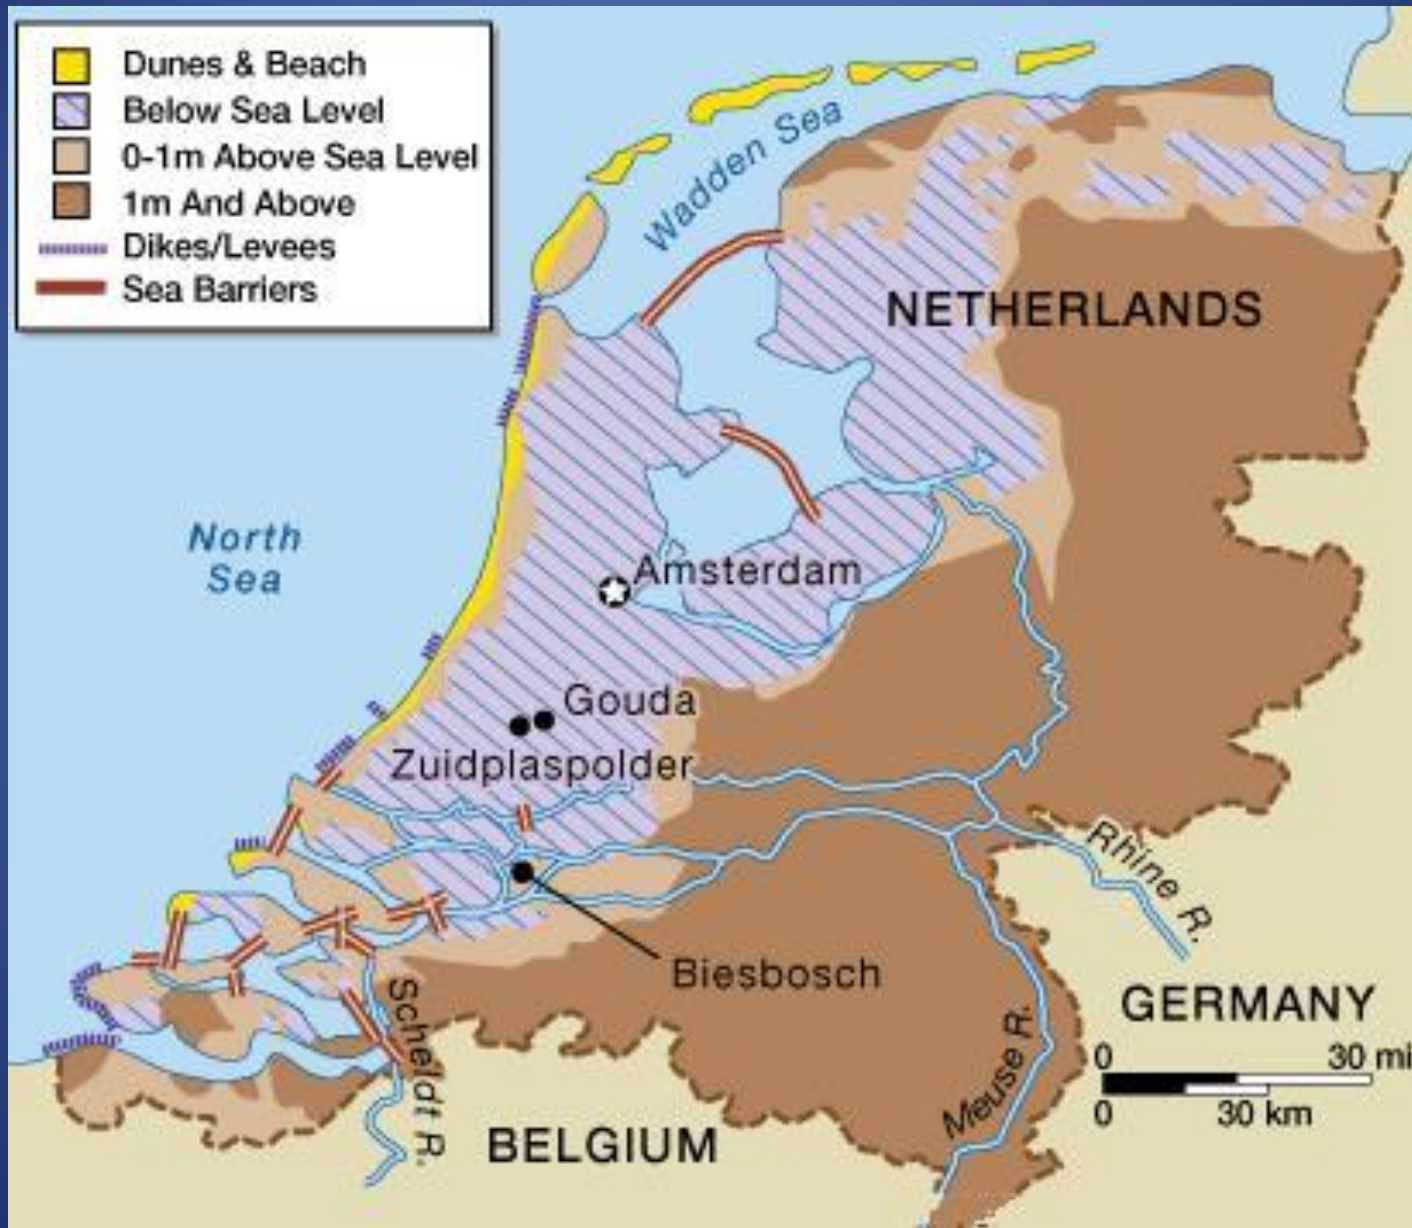 Dunes & Beach
Below Sea Level
0-1m Above Sea Level
1m And Above
Dikes/Levees
Sea Barriers
Wadden Sea
NETHERLANDS
North
Sea
Amsterdam
Gouda
Zuidplaspolder
Rhine R.
Biesbosch
Scheldt R.
Meuse R.
GERMANY
0 30 mi
0 30 km
BELGIUM